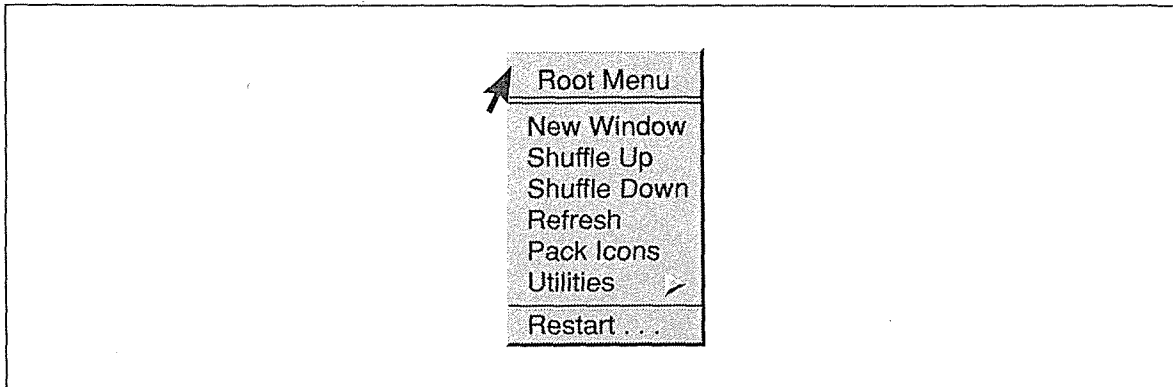 Root Menu
New Window
Shuffle Up
Shuffle Down
Refresh
Pack Icons
Utilities
Restart . . .